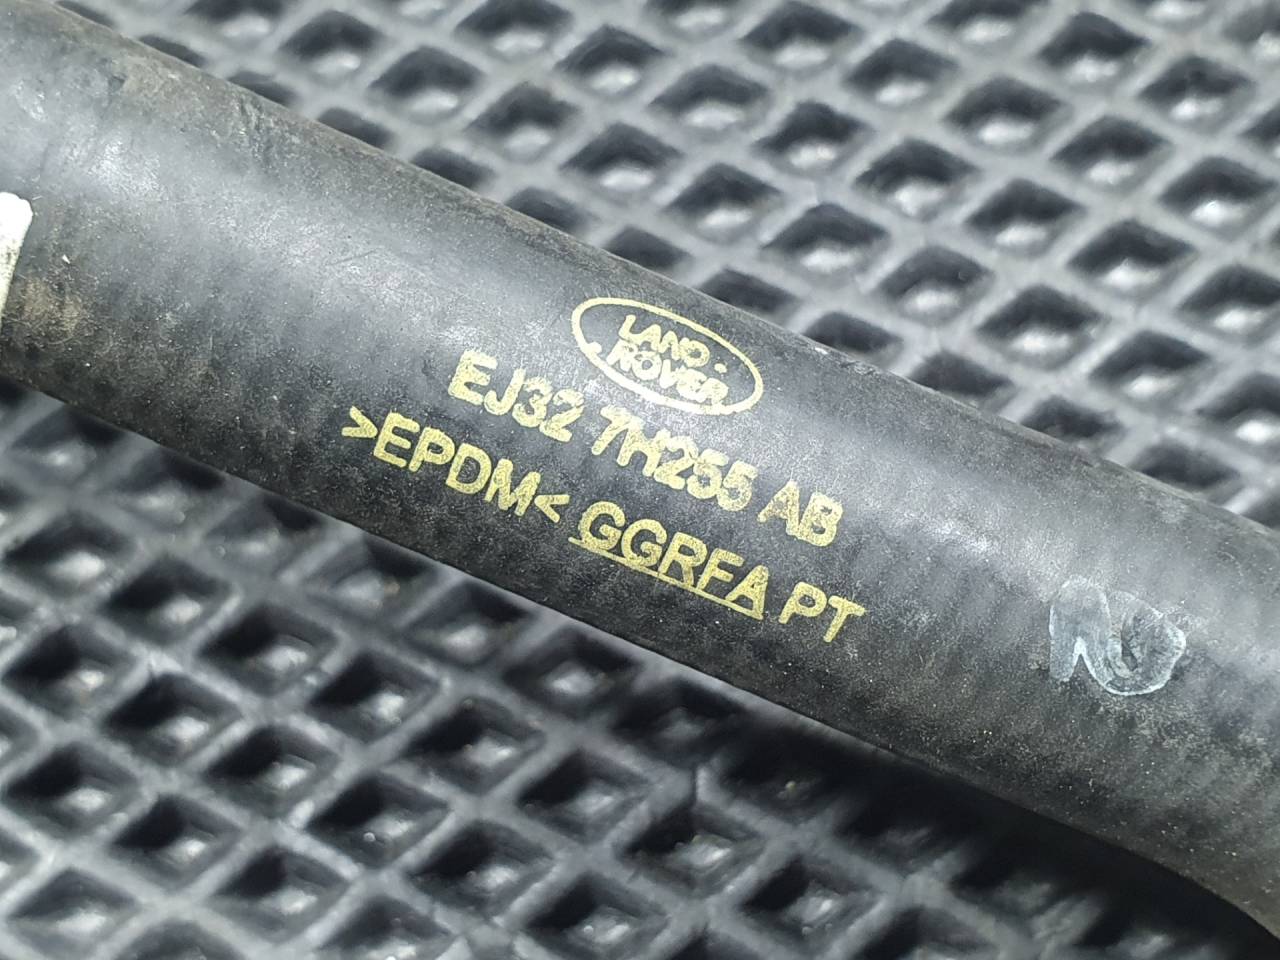 LAND
ROVER
EJ32 7H255 AB
>EPDM< GGRFA PT